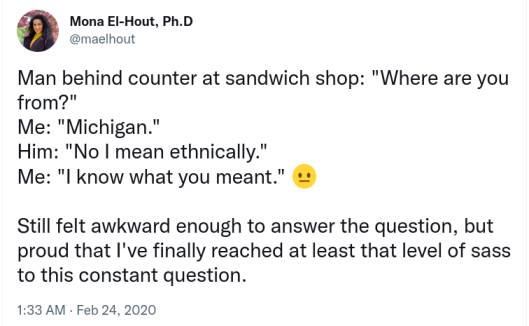 Mona El-Hout, Ph.D
@maelhout
Man behind counter at sandwich shop: "Where are you
from?"
Me: "Michigan."
Him: "No I mean ethnically."
Me: "I know what you meant." 😐
Still felt awkward enough to answer the question, but
proud that I've finally reached at least that level of sass
to this constant question.
1:33 AM · Feb 24, 2020